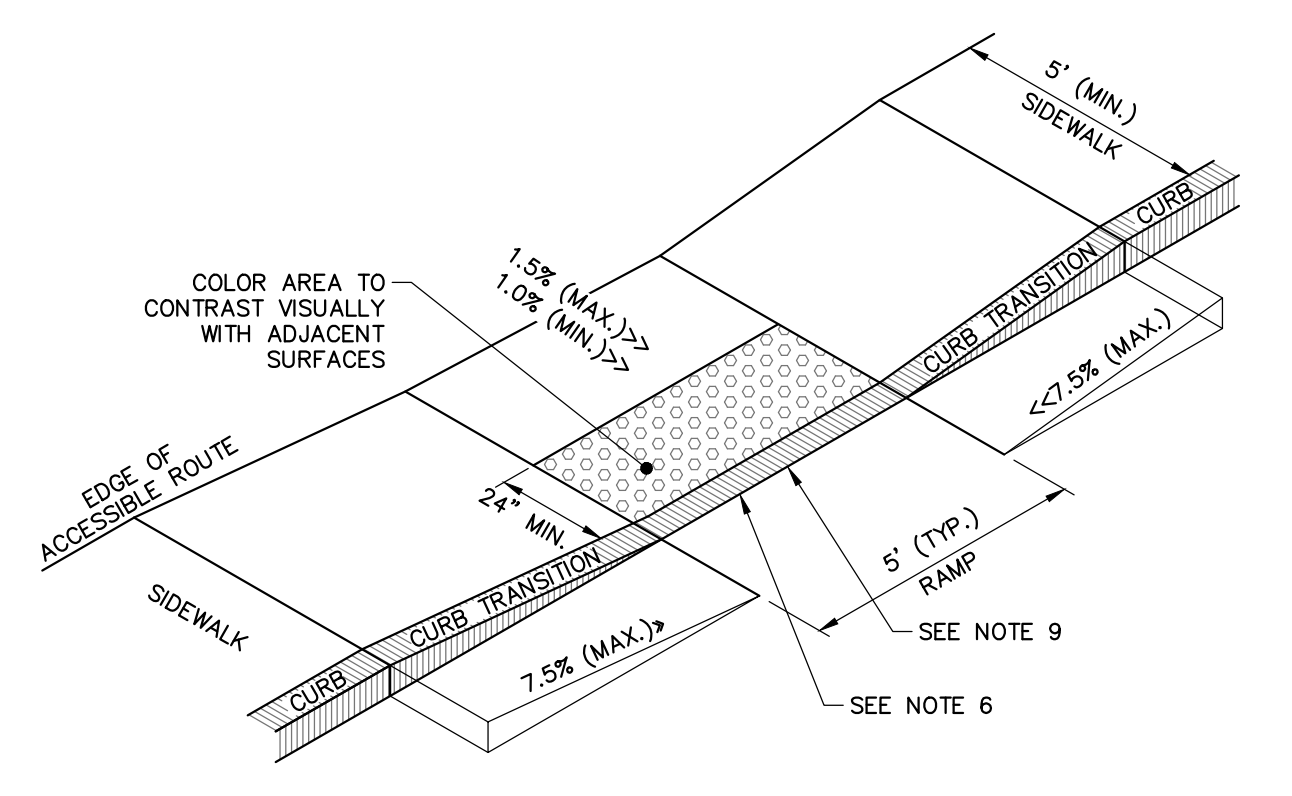 5' (MIN.)
SIDEWALK
CURB
1.5% (MAX.)>>
1.0% (MIN.)>>
COLOR AREA TO
CONTRAST VISUALLY
WITH ADJACENT
SURFACES
CURB TRANSITION
<<7.5% (MAX.)
EDGE OF
ACCESSIBLE ROUTE
24" MIN.
5' (TYP.)
RAMP
SIDEWALK
CURB TRANSITION
SEE NOTE 9
7.5% (MAX.)»
CURB
SEE NOTE 6